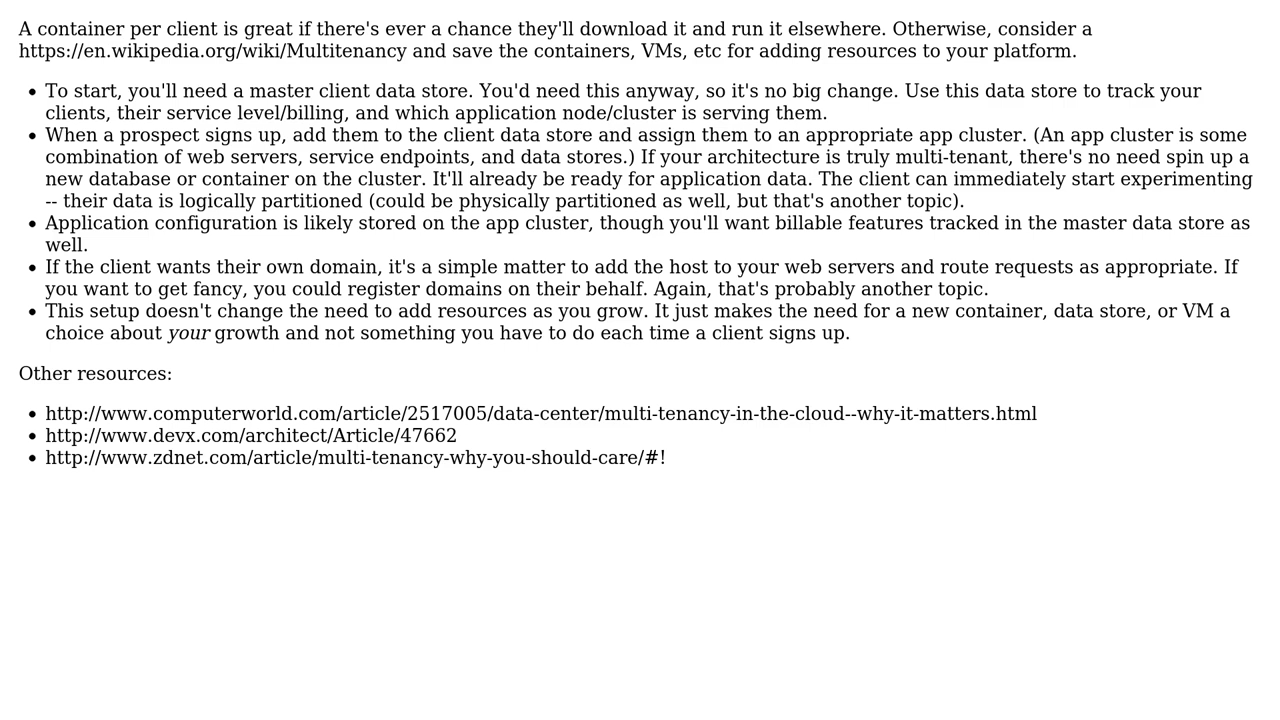 A container per client is great if there's ever a chance they'll download it and run it elsewhere. Otherwise, consider a
https://en.wikipedia.org/wiki/Multitenancy and save the containers, VMs, etc for adding resources to your platform.
• To start, you'll need a master client data store. You'd need this anyway, so it's no big change. Use this data store to track your
clients, their service level/billing, and which application node/cluster is serving them.
• When a prospect signs up, add them to the client data store and assign them to an appropriate app cluster. (An app cluster is some
combination of web servers, service endpoints, and data stores.) If your architecture is truly multi-tenant, there's no need spin up a
new database or container on the cluster. It'll already be ready for application data. The client can immediately start experimenting
-- their data is logically partitioned (could be physically partitioned as well, but that's another topic).
• Application configuration is likely stored on the app cluster, though you'll want billable features tracked in the master data store as
well.
• If the client wants their own domain, it's a simple matter to add the host to your web servers and route requests as appropriate. If
you want to get fancy, you could register domains on their behalf. Again, that's probably another topic.
• This setup doesn't change the need to add resources as you grow. It just makes the need for a new container, data store, or VM a
choice about your growth and not something you have to do each time a client signs up.
Other resources:
• http://www.computerworld.com/article/2517005/data-center/multi-tenancy-in-the-cloud--why-it-matters.html
• http://www.devx.com/architect/Article/47662
• http://www.zdnet.com/article/multi-tenancy-why-you-should-care/#!